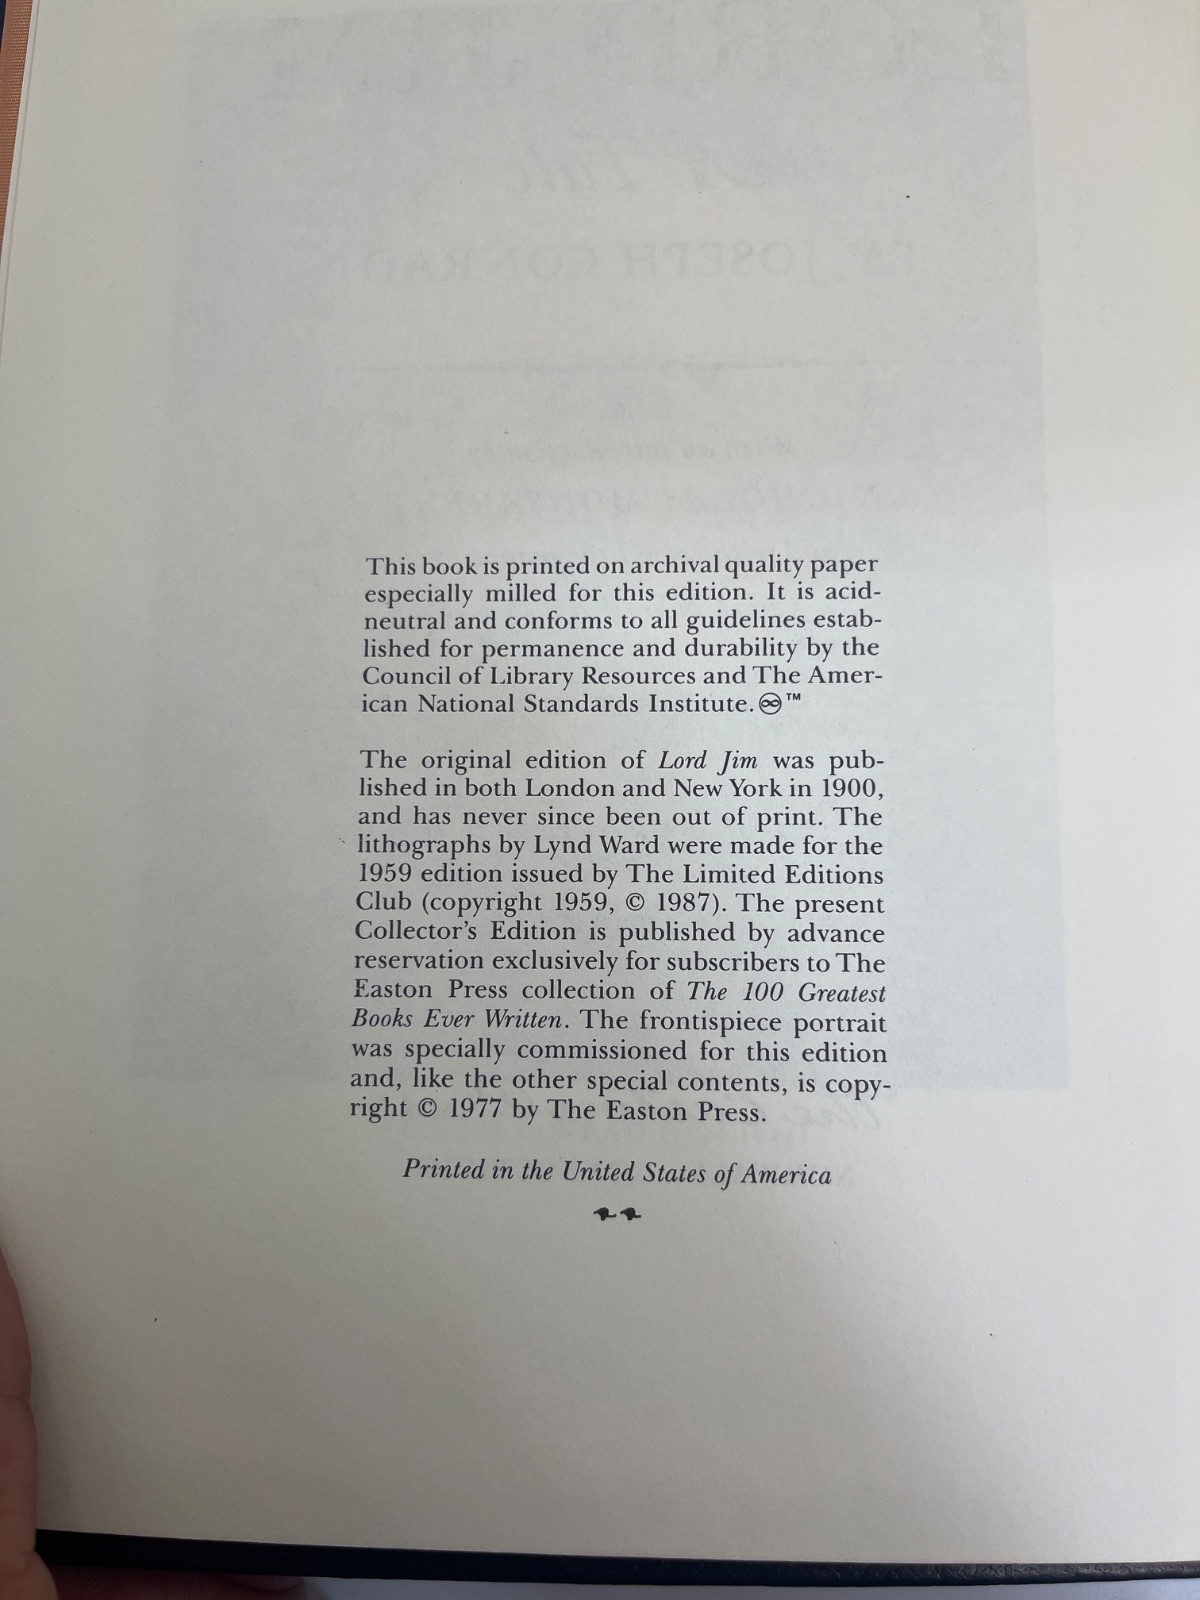 This book is printed on archival quality paper
especially milled for this edition. It is acid-
neutral and conforms to all guidelines estab-
lished for permanence and durability by the
Council of Library Resources and The Amer-
ican National Standards Institute. ♾™
The original edition of Lord Jim was pub-
lished in both London and New York in 1900,
and has never since been out of print. The
lithographs by Lynd Ward were made for the
1959 edition issued by The Limited Editions
Club (copyright 1959, © 1987). The present
Collector's Edition is published by advance
reservation exclusively for subscribers to The
Easton Press collection of The 100 Greatest
Books Ever Written. The frontispiece portrait
was specially commissioned for this edition
and, like the other special contents, is copy-
right © 1977 by The Easton Press.
Printed in the United States of America